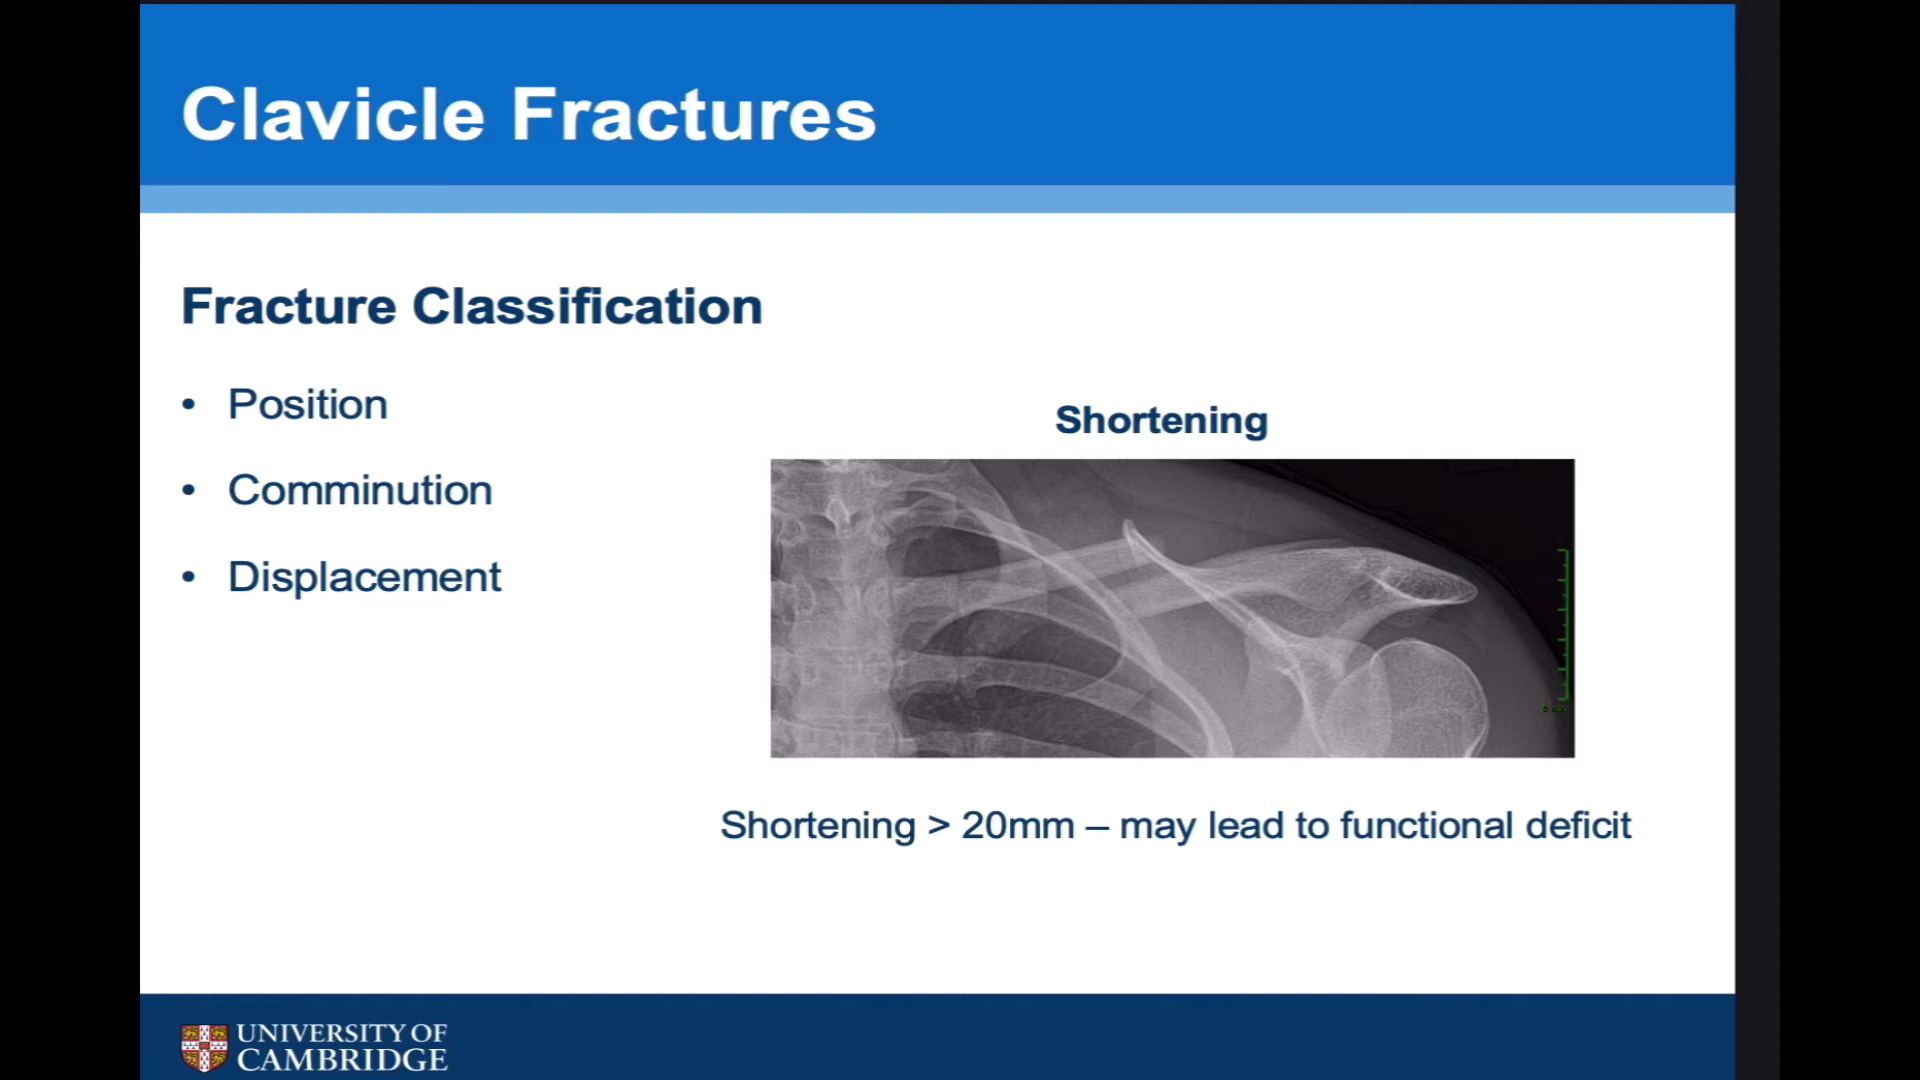 Clavicle Fractures
Fracture Classification
• Position
• Comminution
• Displacement
Shortening
Shortening > 20mm – may lead to functional deficit
UNIVERSITY OF
CAMBRIDGE